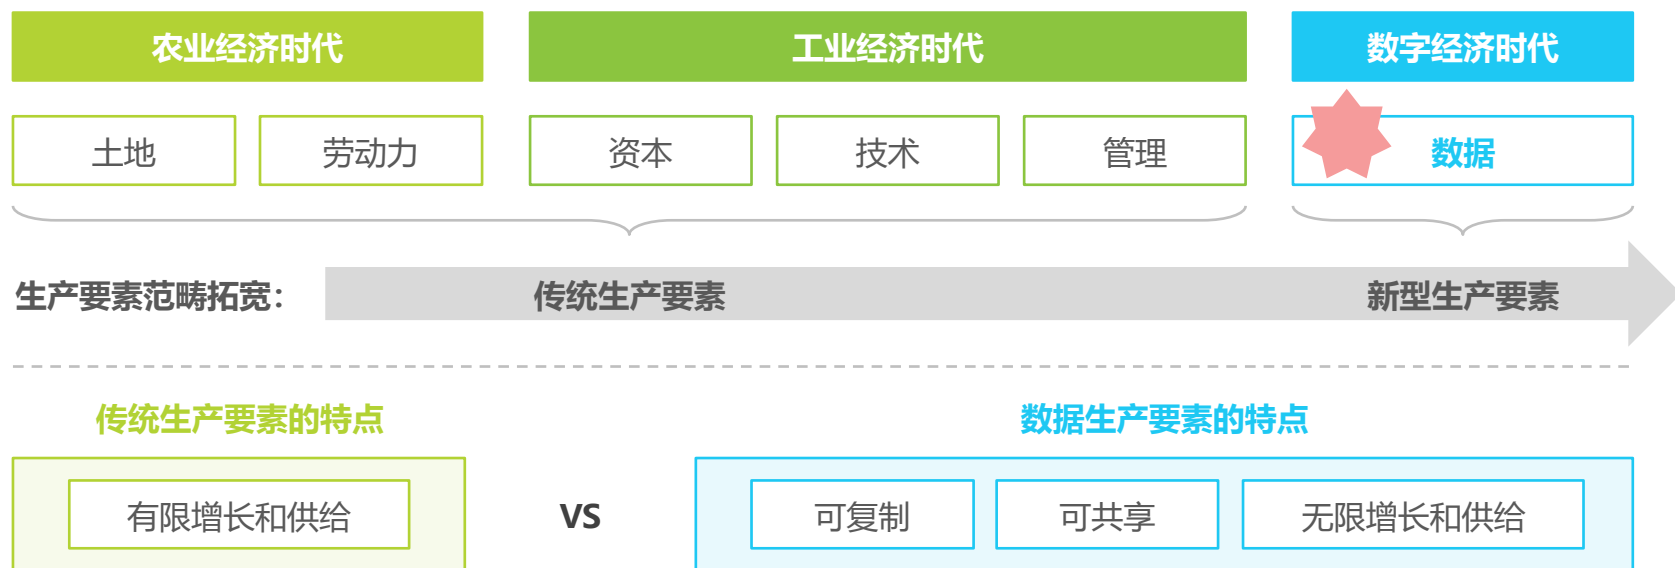 农业经济时代 工业经济时代 数字经济时代
土地 劳动力 资本 技术 管理 数据
生产要素范畴拓宽： 传统生产要素 新型生产要素
传统生产要素的特点 数据生产要素的特点
有限增长和供给 VS 可复制 可共享 无限增长和供给